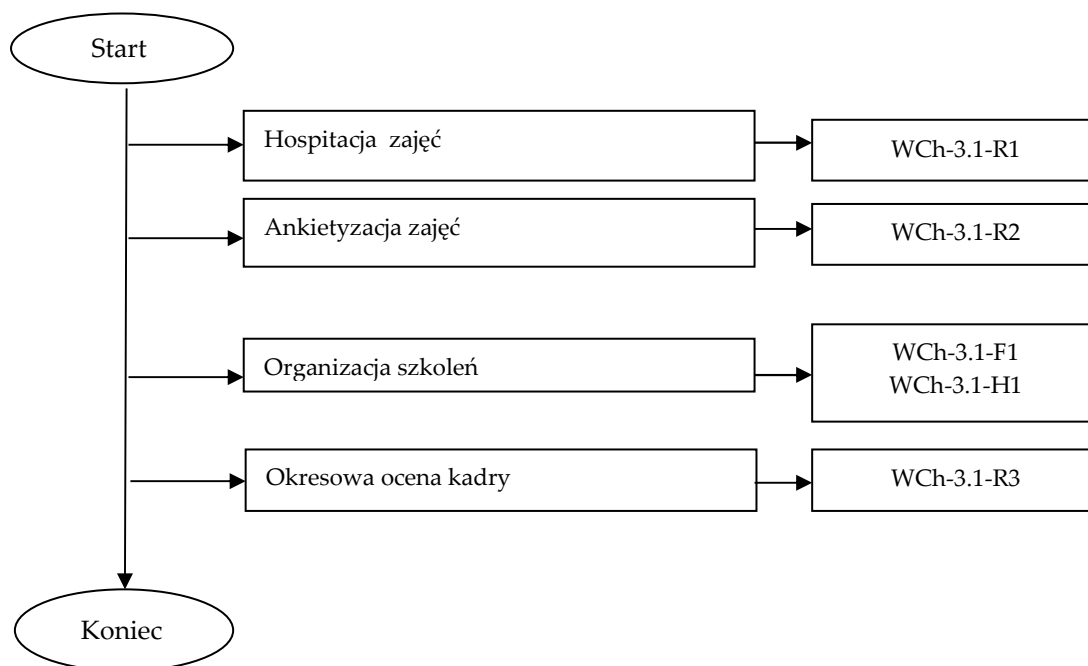 Start
Hospitacja zajęć
WCh-3.1-R1
Ankietyzacja zajęć
WCh-3.1-R2
Organizacja szkoleń
WCh-3.1-F1
WCh-3.1-H1
Okresowa ocena kadry
WCh-3.1-R3
Koniec